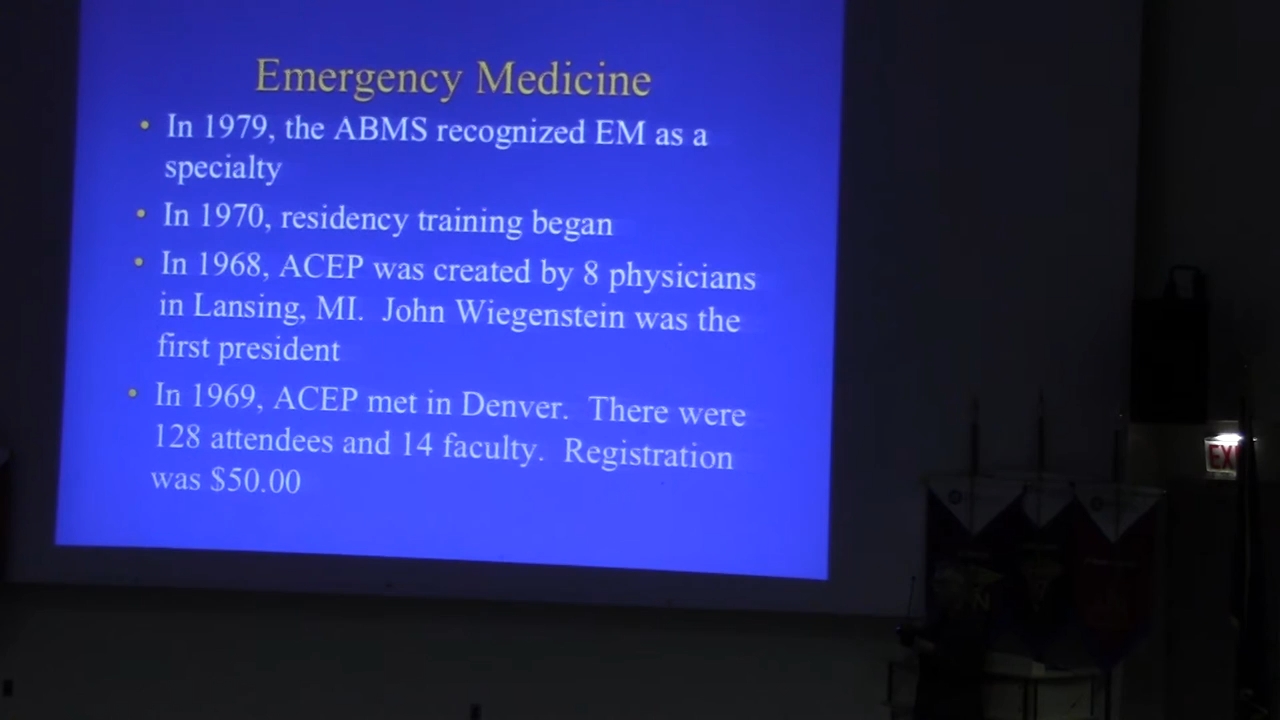 Emergency Medicine
• In 1979, the ABMS recognized EM as a
specialty
• In 1970, residency training began
• In 1968, ACEP was created by 8 physicians
in Lansing, MI. John Wiegenstein was the
first president
• In 1969, ACEP met in Denver. There were
128 attendees and 14 faculty. Registration
was $50.00
EX